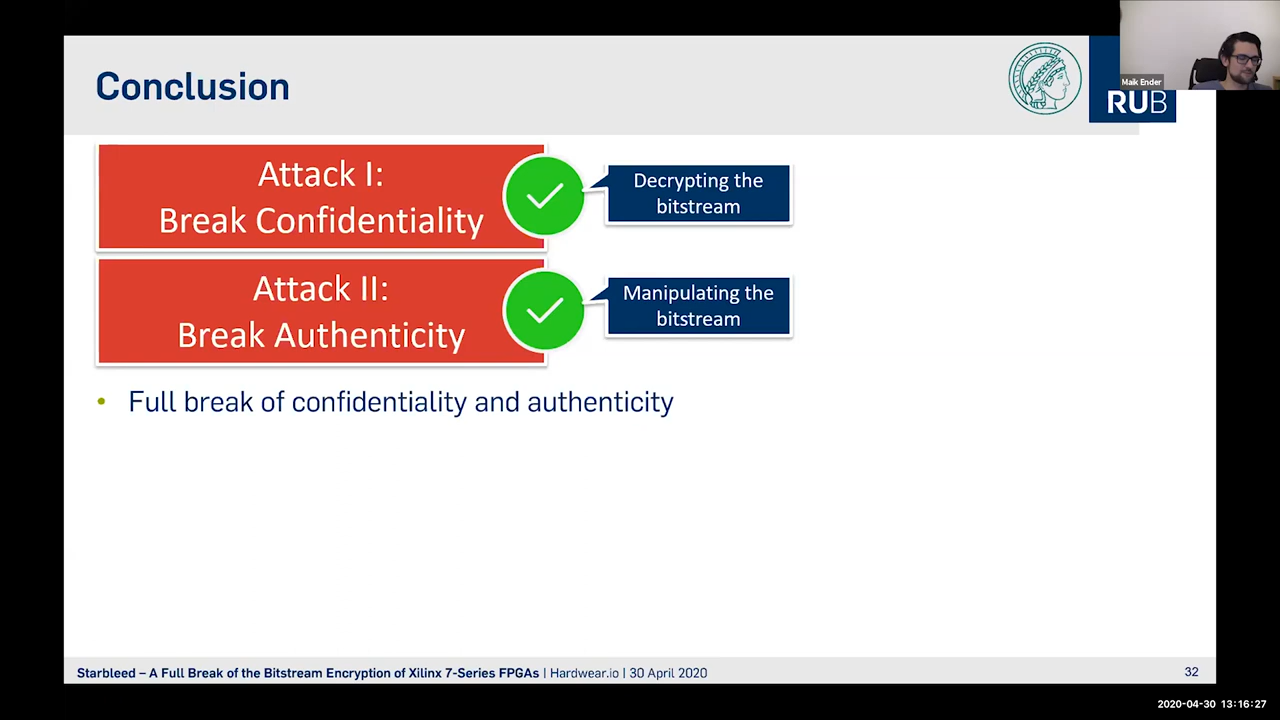 Conclusion
Maik Ender
RUB
Attack I:
Break Confidentiality
Decrypting the
bitstream
Attack II:
Break Authenticity
Manipulating the
bitstream
• Full break of confidentiality and authenticity
Starbleed – A Full Break of the Bitstream Encryption of Xilinx 7-Series FPGAs | Hardwear.io | 30 April 2020
32
2020-04-30 13:16:27